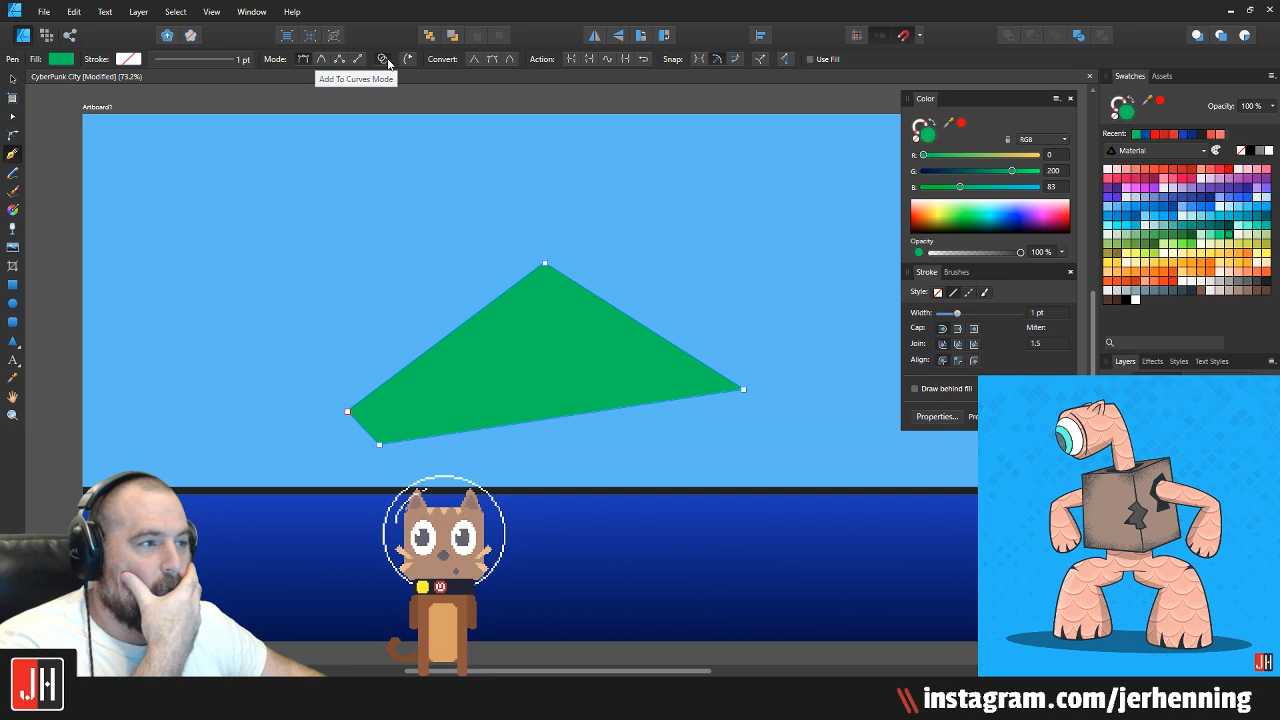 File Edit Text Layer Select View Window Help
Pen Fill: Stroke: 1 pt Mode: Convert: Action: Snap: Use Fill
CyberPunk City [Modified] (73.2%)
Add To Curves Mode
Artboard1
Color
RGB
R: 0
G: 200
B: 83
Opacity
100 %
Stroke Brushes
Style:
Width: 1 pt
Cap: Miter:
Join: 1.5
Align:
Draw behind fill
Properties...
Swatches Assets
Opacity: 100 %
Recent:
Material
Layers Effects Styles Text Styles
JH
JH
\\ instagram.com/jerhenning